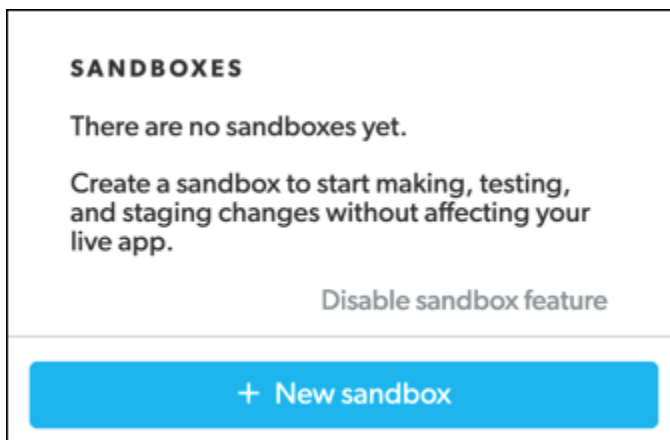 SANDBOXES
There are no sandboxes yet.
Create a sandbox to start making, testing,
and staging changes without affecting your
live app.
Disable sandbox feature
+ New sandbox